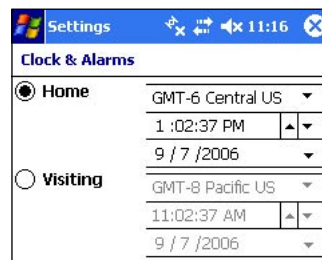 Settings 11:16
Clock & Alarms
Home GMT-6 Central US
1 :02:37 PM
9 / 7 /2006
Visiting GMT-8 Pacific US
11:02:37 AM
9 / 7 /2006